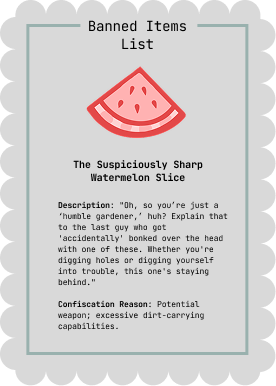 Banned Items
List
The Suspiciously Sharp
Watermelon Slice
Description: "Oh, so you’re just a
‘humble gardener,’ huh? Explain that
to the last guy who got
'accidentally' bonked over the head
with one of these. Whether you're
digging holes or digging yourself
into trouble, this one's staying
behind."
Confiscation Reason: Potential
weapon; excessive dirt-carrying
capabilities.